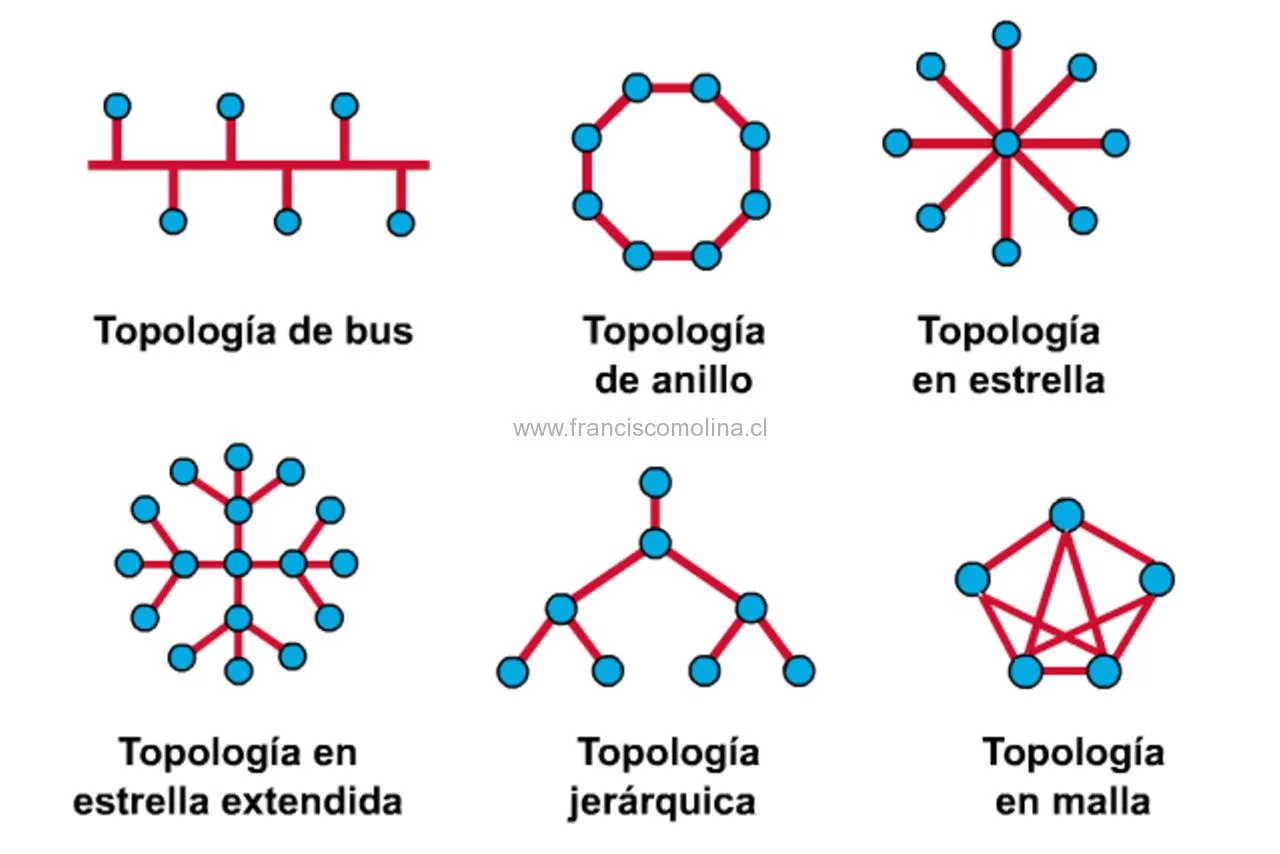 Topología de bus
Topología
de anillo
Topología
en estrella
www.franciscomolina.cl
Topología en
estrella extendida
Topología
jerárquica
Topología
en malla